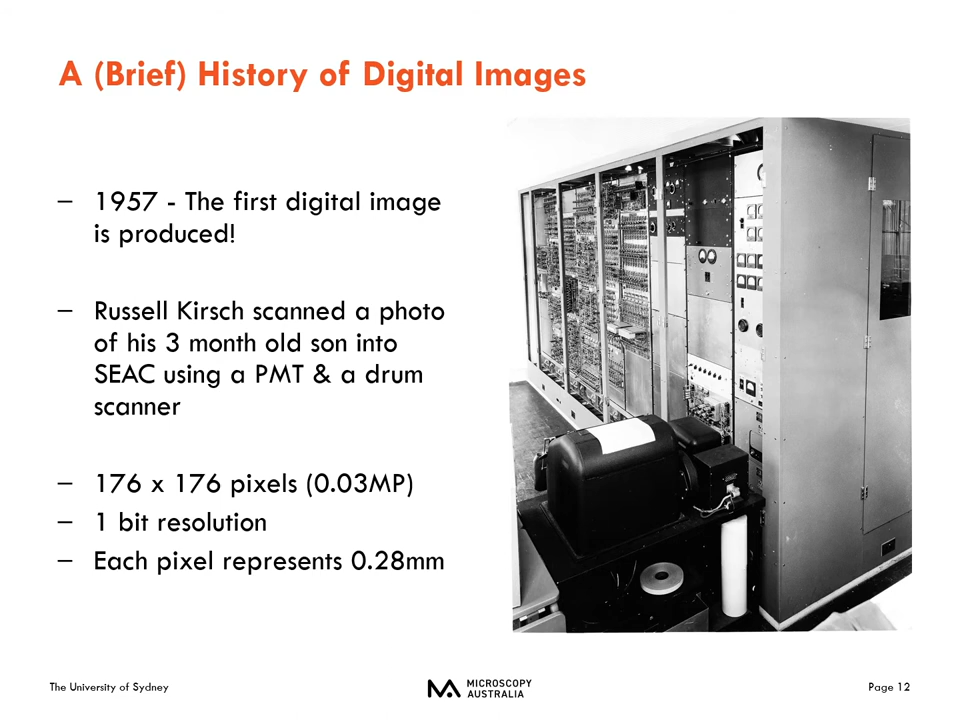 A (Brief) History of Digital Images
– 1957 - The first digital image
is produced!
– Russell Kirsch scanned a photo
of his 3 month old son into
SEAC using a PMT & a drum
scanner
– 176 x 176 pixels (0.03MP)
– 1 bit resolution
– Each pixel represents 0.28mm
The University of Sydney
MICROSCOPY
AUSTRALIA
Page 12